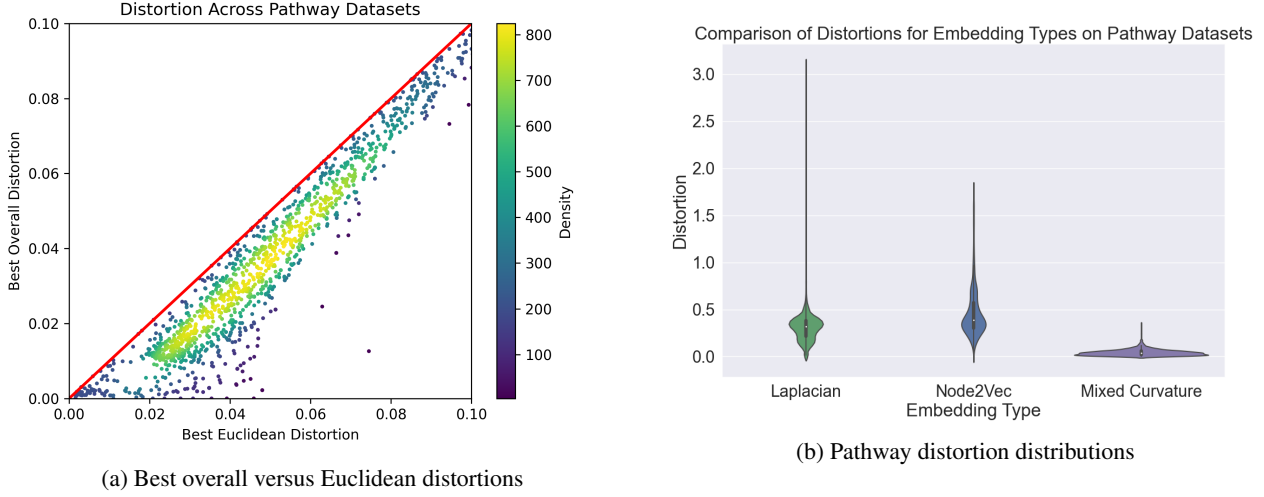 Distortion Across Pathway Datasets
0.10
0.08
0.06
0.04
0.02
0.00
Best Overall Distortion
0.00 0.02 0.04 0.06 0.08 0.10
Best Euclidean Distortion
800
700
600
500
400
300
200
100
Density
(a) Best overall versus Euclidean distortions
Comparison of Distortions for Embedding Types on Pathway Datasets
3.0
2.5
2.0
1.5
1.0
0.5
0.0
Distortion
Laplacian Node2Vec Mixed Curvature
Embedding Type
(b) Pathway distortion distributions